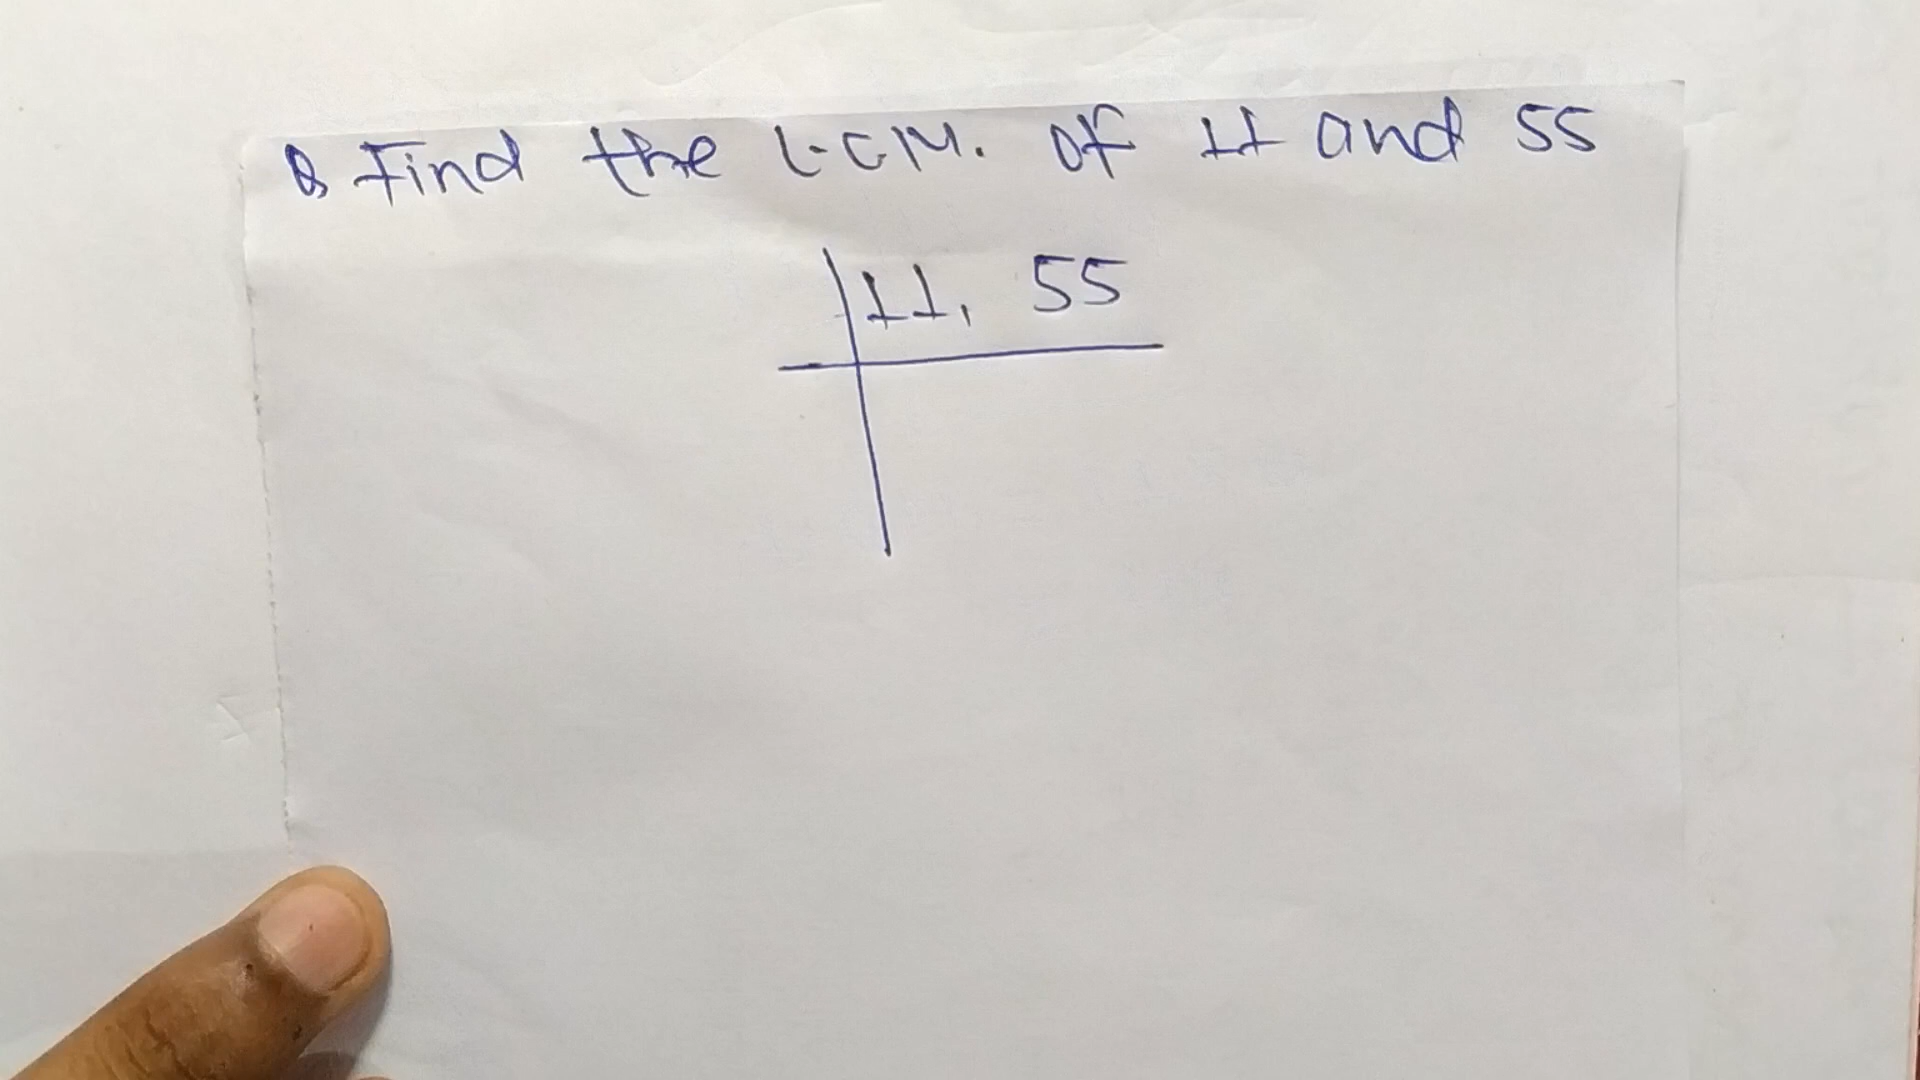 Q Find the L.C.M. of 11 and 55
11, 55